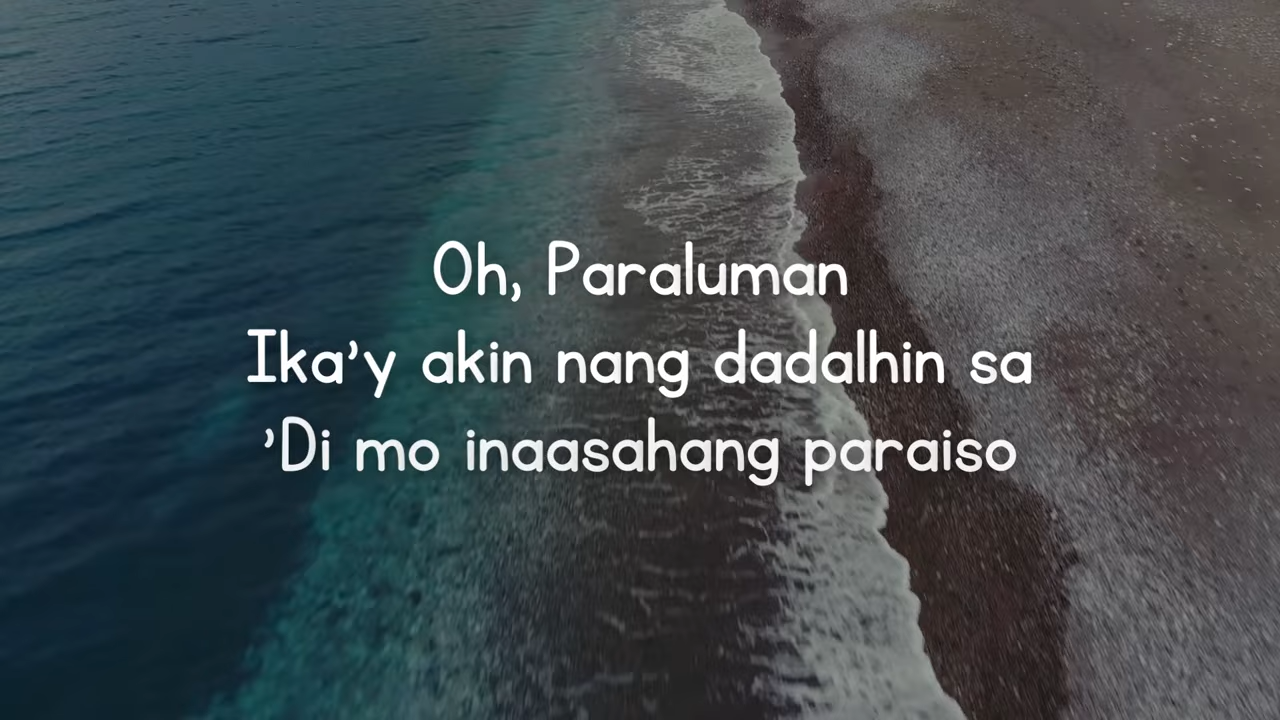 Oh, Paraluman
Ika'y akin nang dadalhin sa
'Di mo inaasahang paraiso